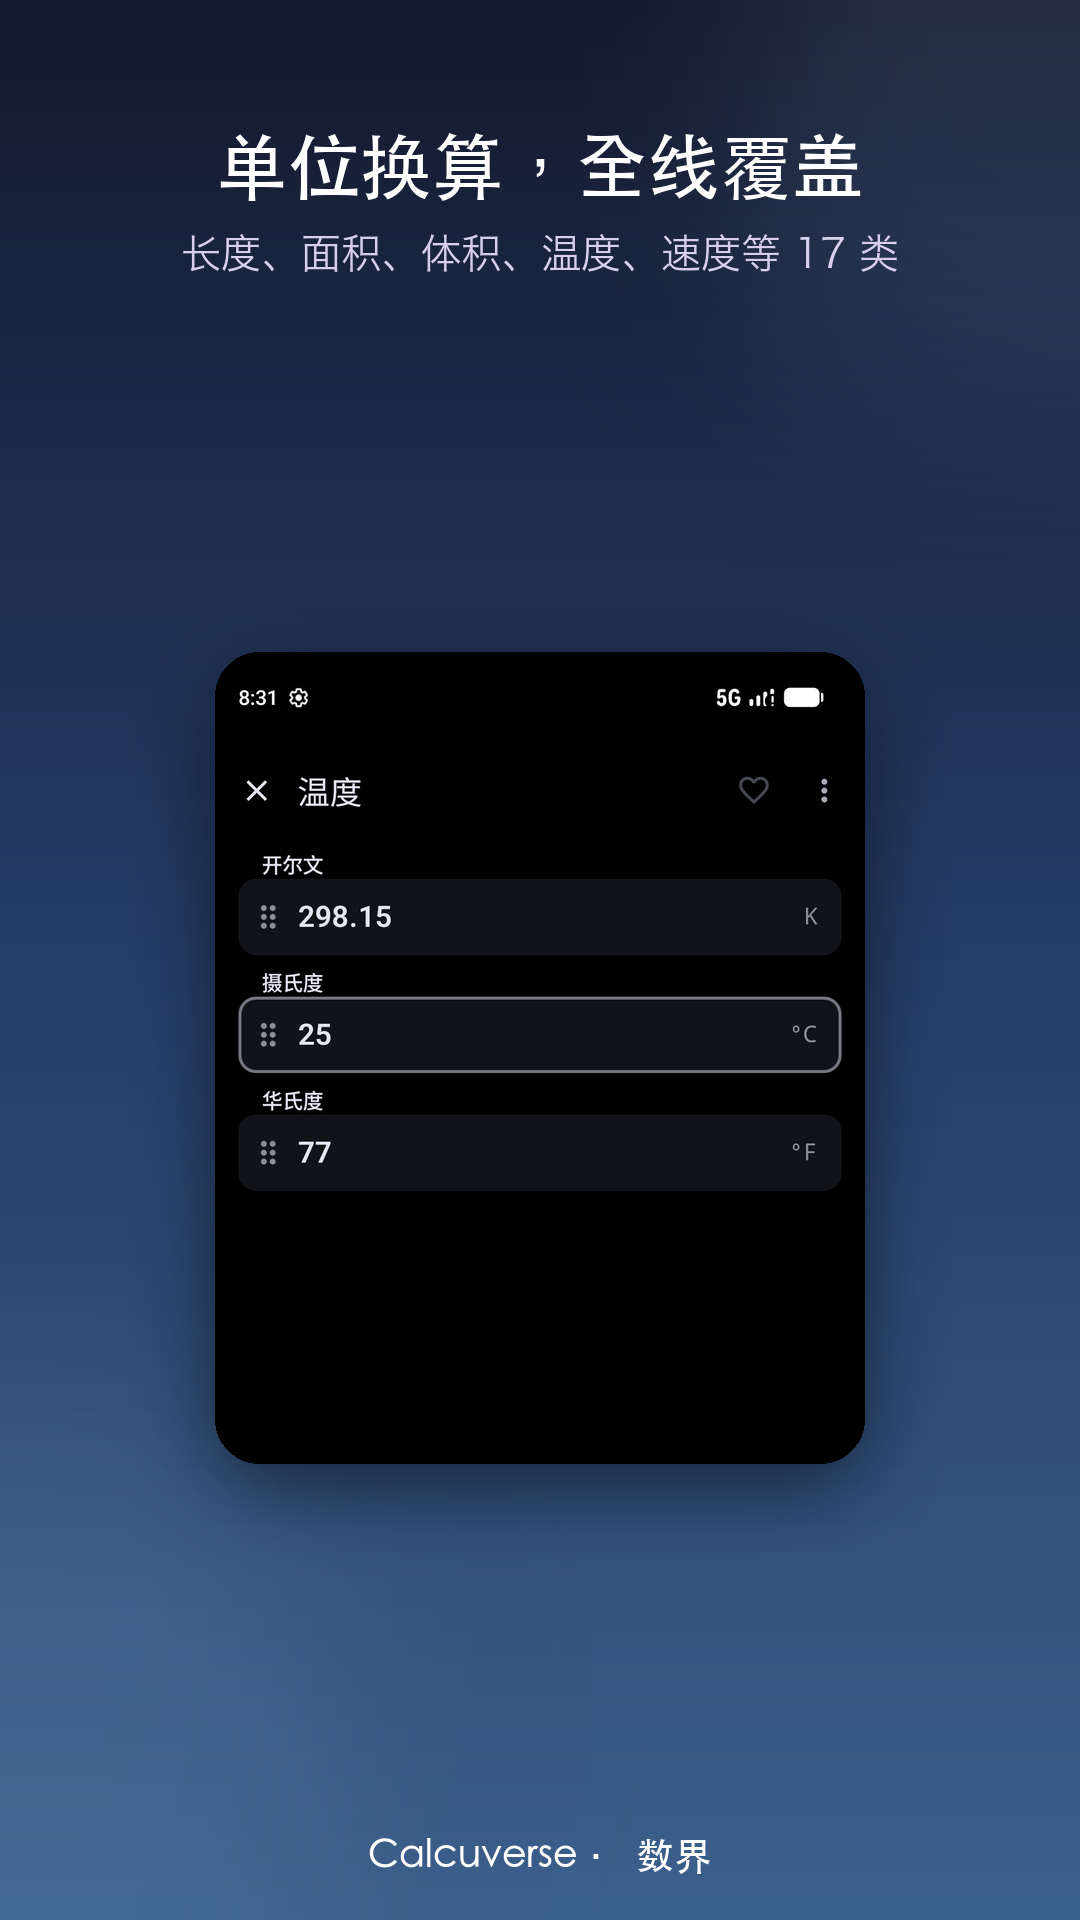 单位换算，全线覆盖
长度、面积、体积、温度、速度等 17 类
8:31 5G
温度
开尔文
298.15 K
摄氏度
25 °C
华氏度
77 °F
Calcuverse · 数界